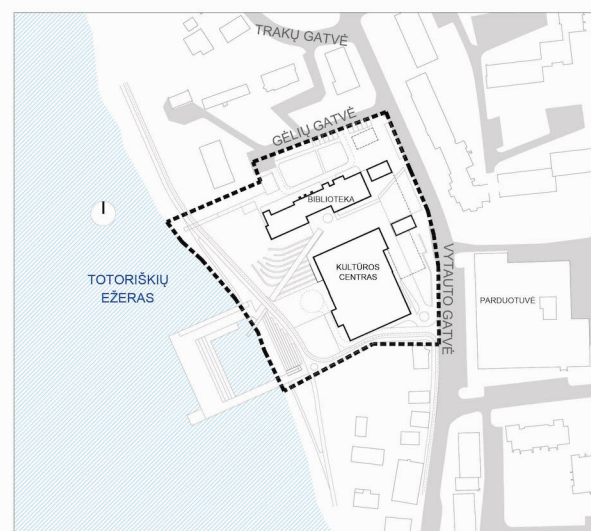 TRAKŲ GATVĖ
GĖLIŲ GATVĖ
BIBLIOTEKA
I
TOTORIŠKIŲ
EŽERAS
KULTŪROS
CENTRAS
VYTAUTO GATVĖ
PARDUOTUVĖ